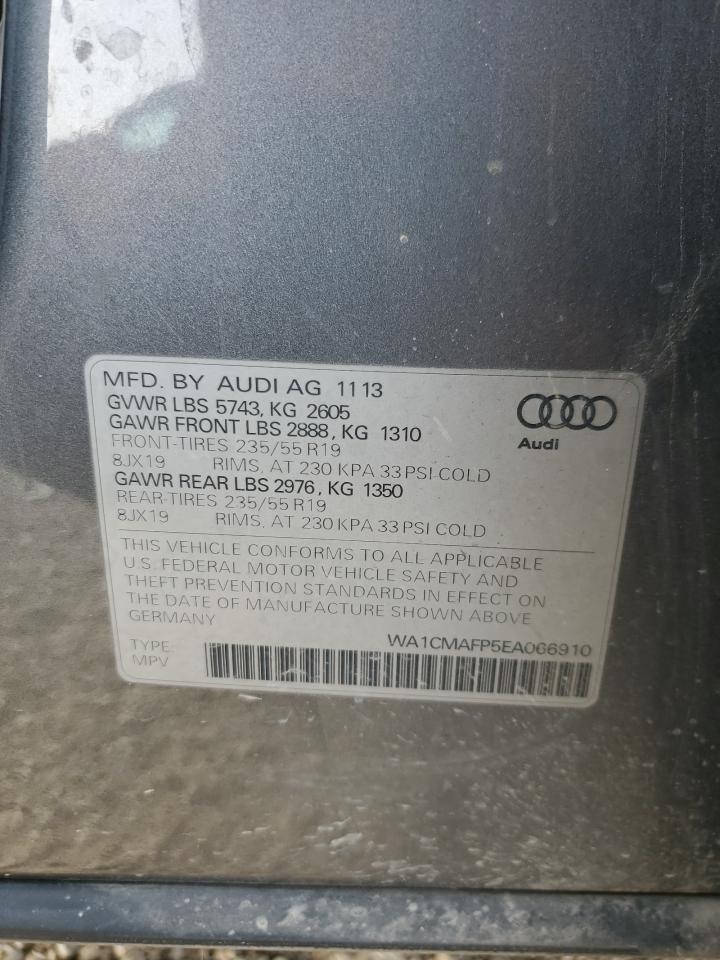 MFD. BY AUDI AG 11 13
GVWR LBS 5743, KG 2605
GAWR FRONT LBS 2888, KG 1310
FRONT-TIRES 235/55 R19
8JX19 RIMS, AT 230 KPA 33 PSI COLD
GAWR REAR LBS 2976, KG 1350
REAR-TIRES 235/55 R19
8JX19 RIMS, AT 230 KPA 33 PSI COLD
Audi
THIS VEHICLE CONFORMS TO ALL APPLICABLE
U.S. FEDERAL MOTOR VEHICLE SAFETY AND
THEFT PREVENTION STANDARDS IN EFFECT ON
THE DATE OF MANUFACTURE SHOWN ABOVE
GERMANY
TYPE:
MPV
WA1CMAFP5EA066910